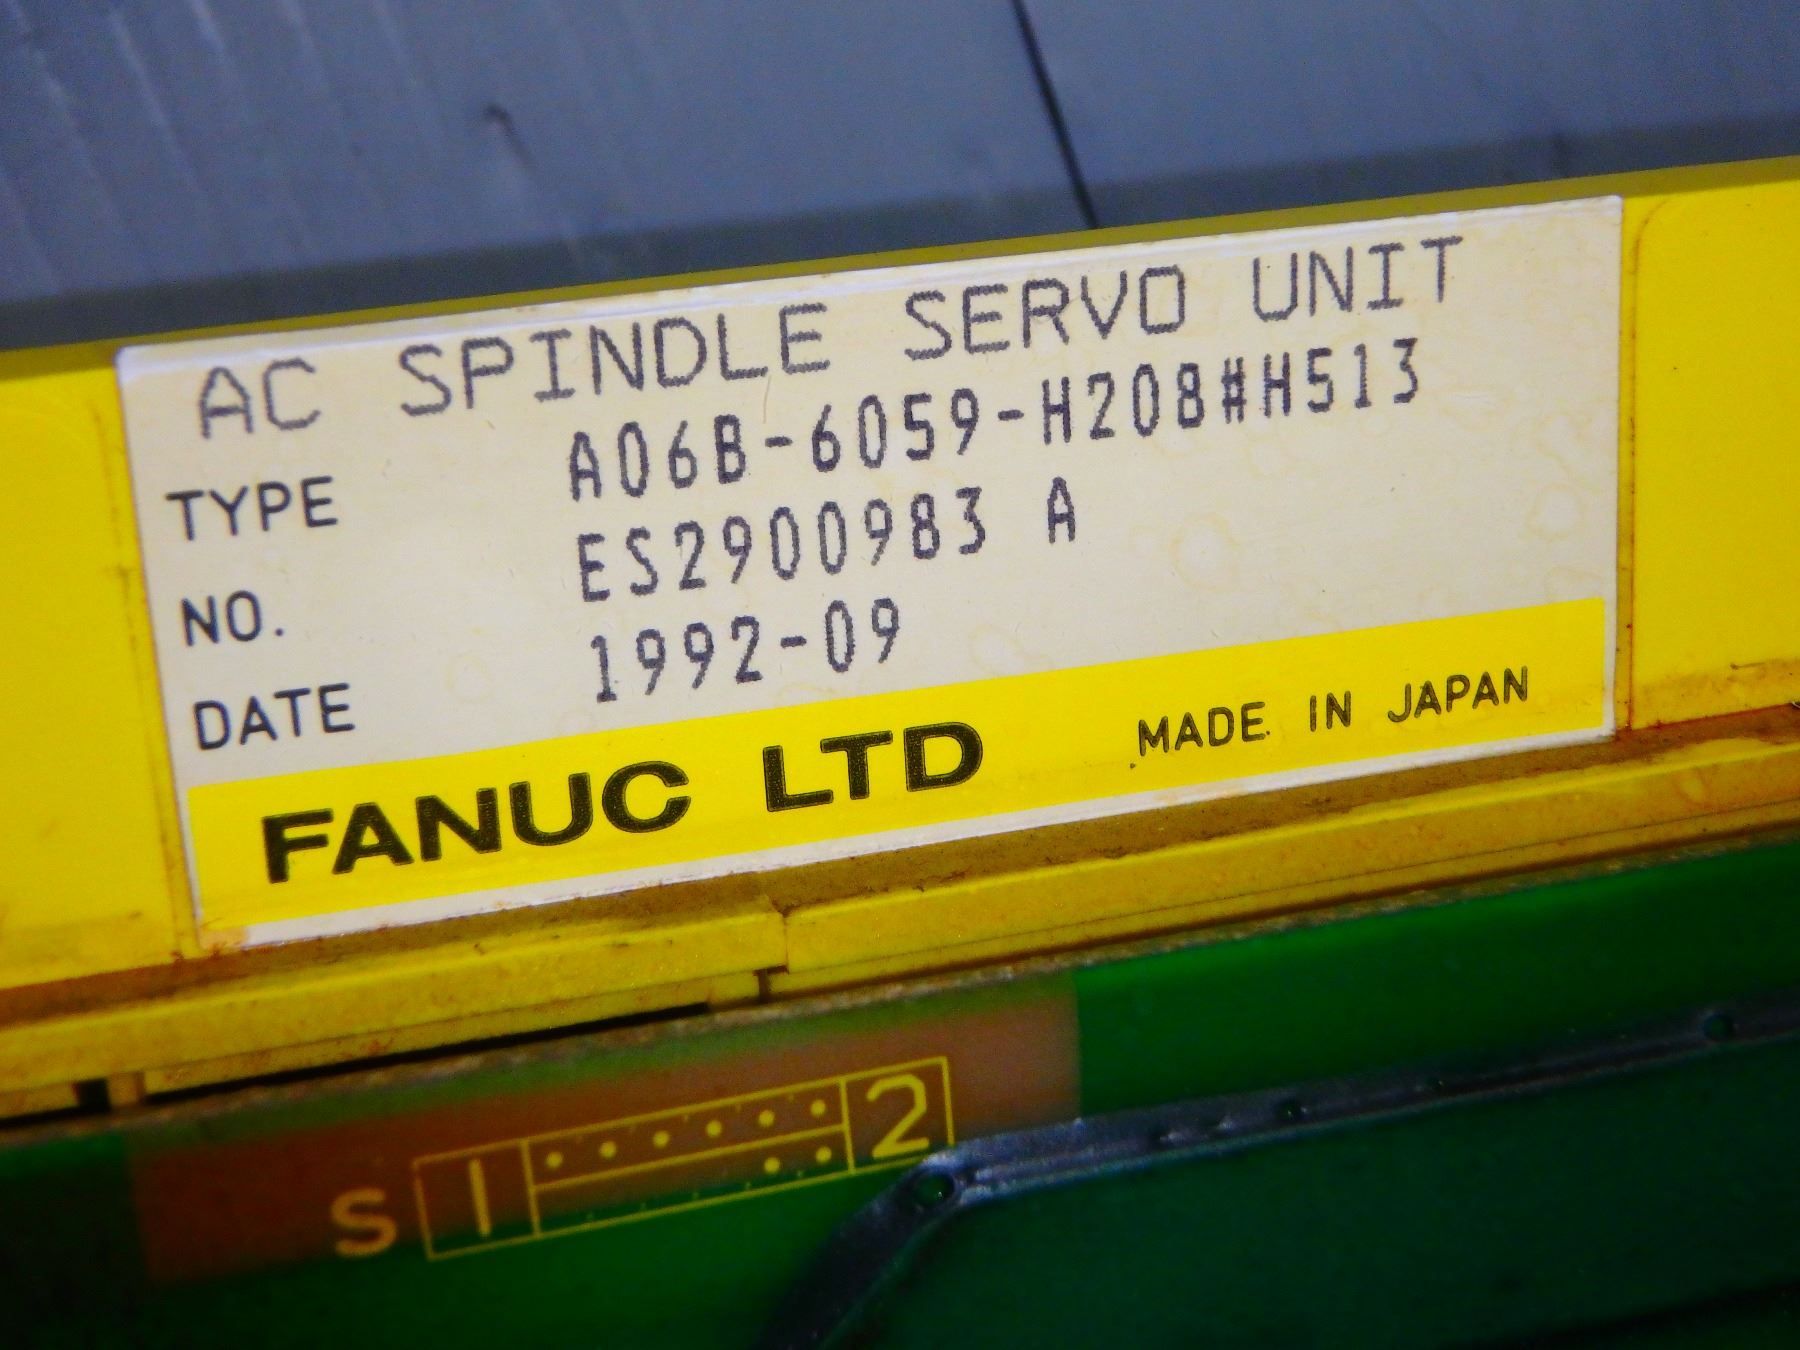 AC SPINDLE SERVO UNIT
TYPE A06B-6059-H208#H513
NO. ES2900983 A
DATE 1992-09
FANUC LTD MADE IN JAPAN
S 1 2